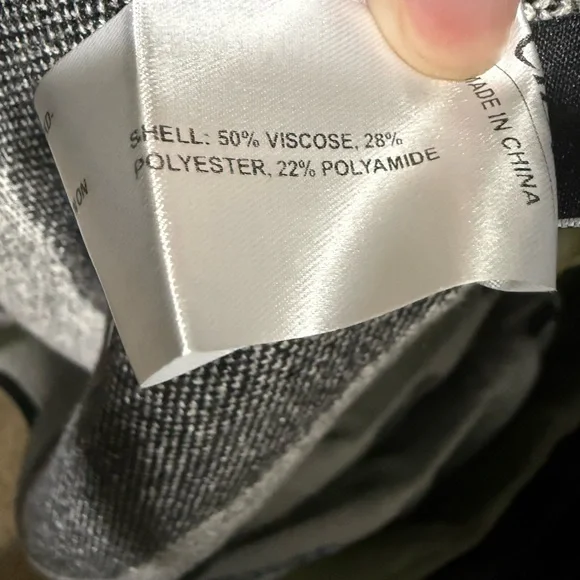 SHELL: 50% VISCOSE, 28%
POLYESTER, 22% POLYAMIDE
MADE IN CHINA